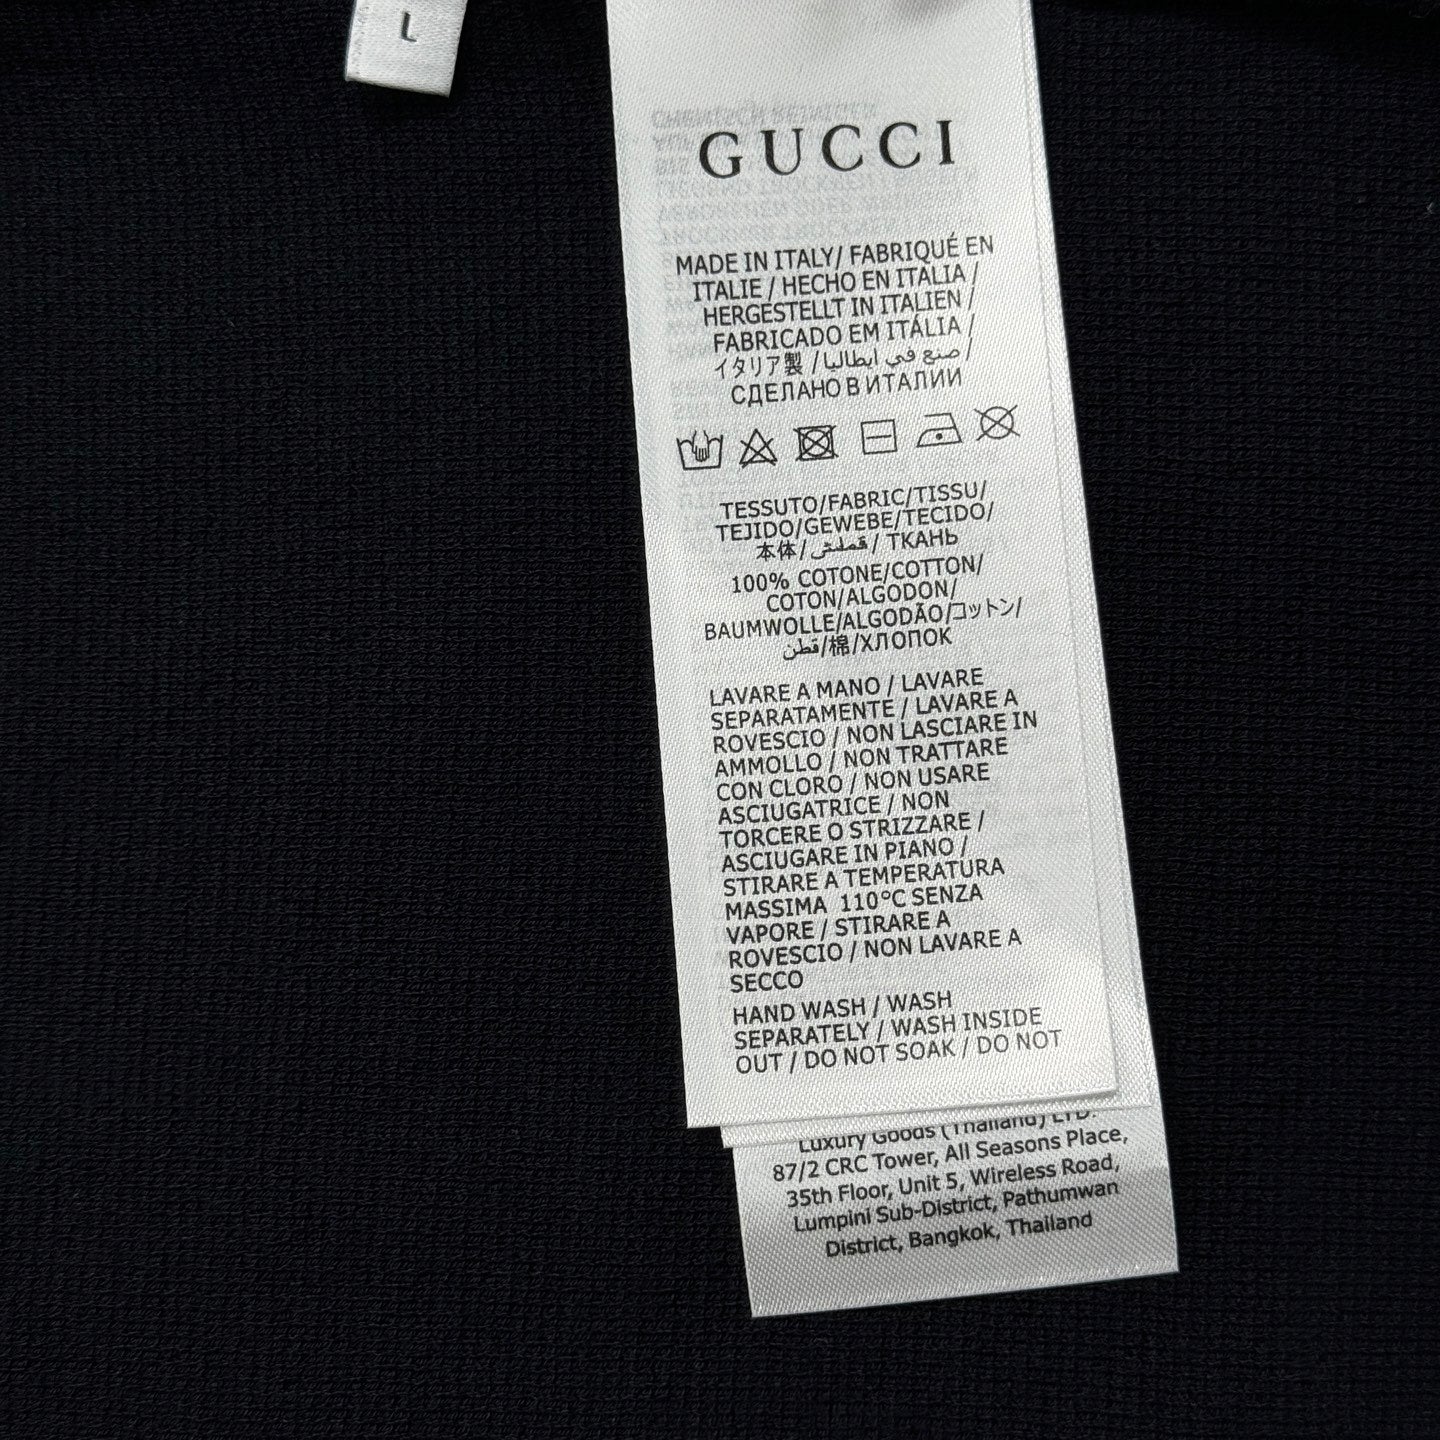 L
GUCCI
MADE IN ITALY/ FABRIQUÉ EN
ITALIE / HECHO EN ITALIA /
HERGESTELLT IN ITALIEN /
FABRICADO EM ITÁLIA /
イタリア製 / صنع في ايطاليا /
СДЕЛАНО В ИТАЛИИ
TESSUTO/FABRIC/TISSU/
TEJIDO/GEWEBE/TECIDO/
本体/ قملش / ТКАНЬ
100% COTONE/COTTON/
COTON/ALGODON/
BAUMWOLLE/ALGODÃO/コットン/
قطن/棉/ХЛОПОК
LAVARE A MANO / LAVARE
SEPARATAMENTE / LAVARE A
ROVESCIO / NON LASCIARE IN
AMMOLLO / NON TRATTARE
CON CLORO / NON USARE
ASCIUGATRICE / NON
TORCERE O STRIZZARE /
ASCIUGARE IN PIANO /
STIRARE A TEMPERATURA
MASSIMA 110°C SENZA
VAPORE / STIRARE A
ROVESCIO / NON LAVARE A
SECCO
HAND WASH / WASH
SEPARATELY / WASH INSIDE
OUT / DO NOT SOAK / DO NOT
Luxury Goods (Thailand) LTD.
87/2 CRC Tower, All Seasons Place,
35th Floor, Unit 5, Wireless Road,
Lumpini Sub-District, Pathumwan
District, Bangkok, Thailand